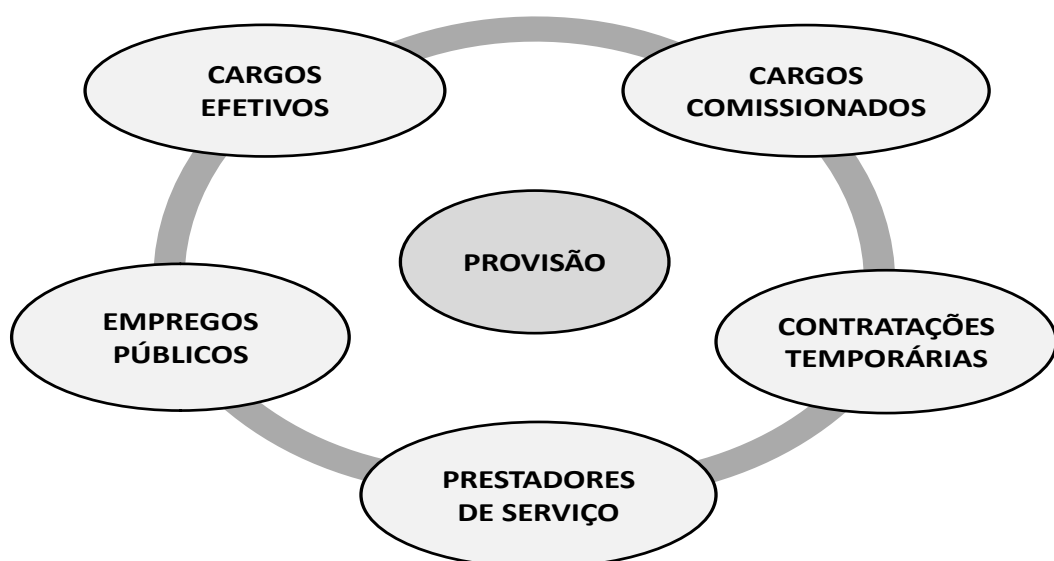 CARGOS
EFETIVOS
CARGOS
COMISSIONADOS
PROVISÃO
EMPREGOS
PÚBLICOS
CONTRATAÇÕES
TEMPORÁRIAS
PRESTADORES
DE SERVIÇO